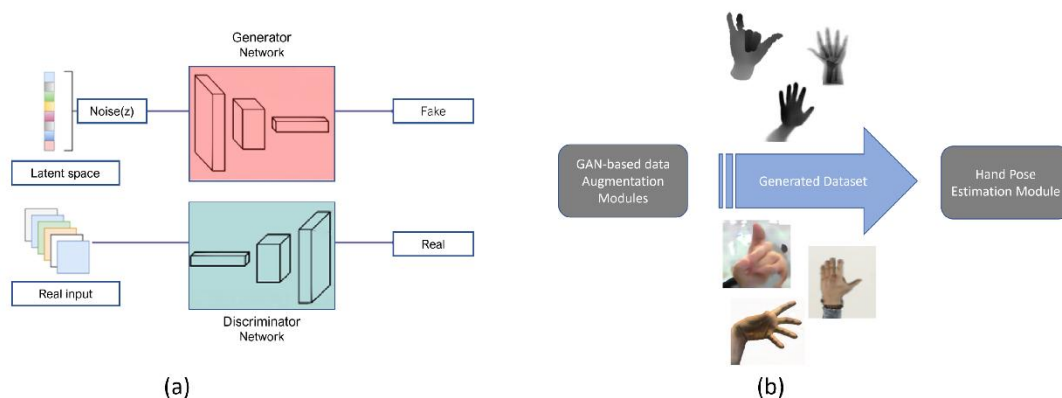 Generator
Network
Noise(z)
Fake
Latent space
Real
Real input
Discriminator
Network
(a)
GAN-based data
Augmentation
Modules
Generated Dataset
Hand Pose
Estimation Module
(b)